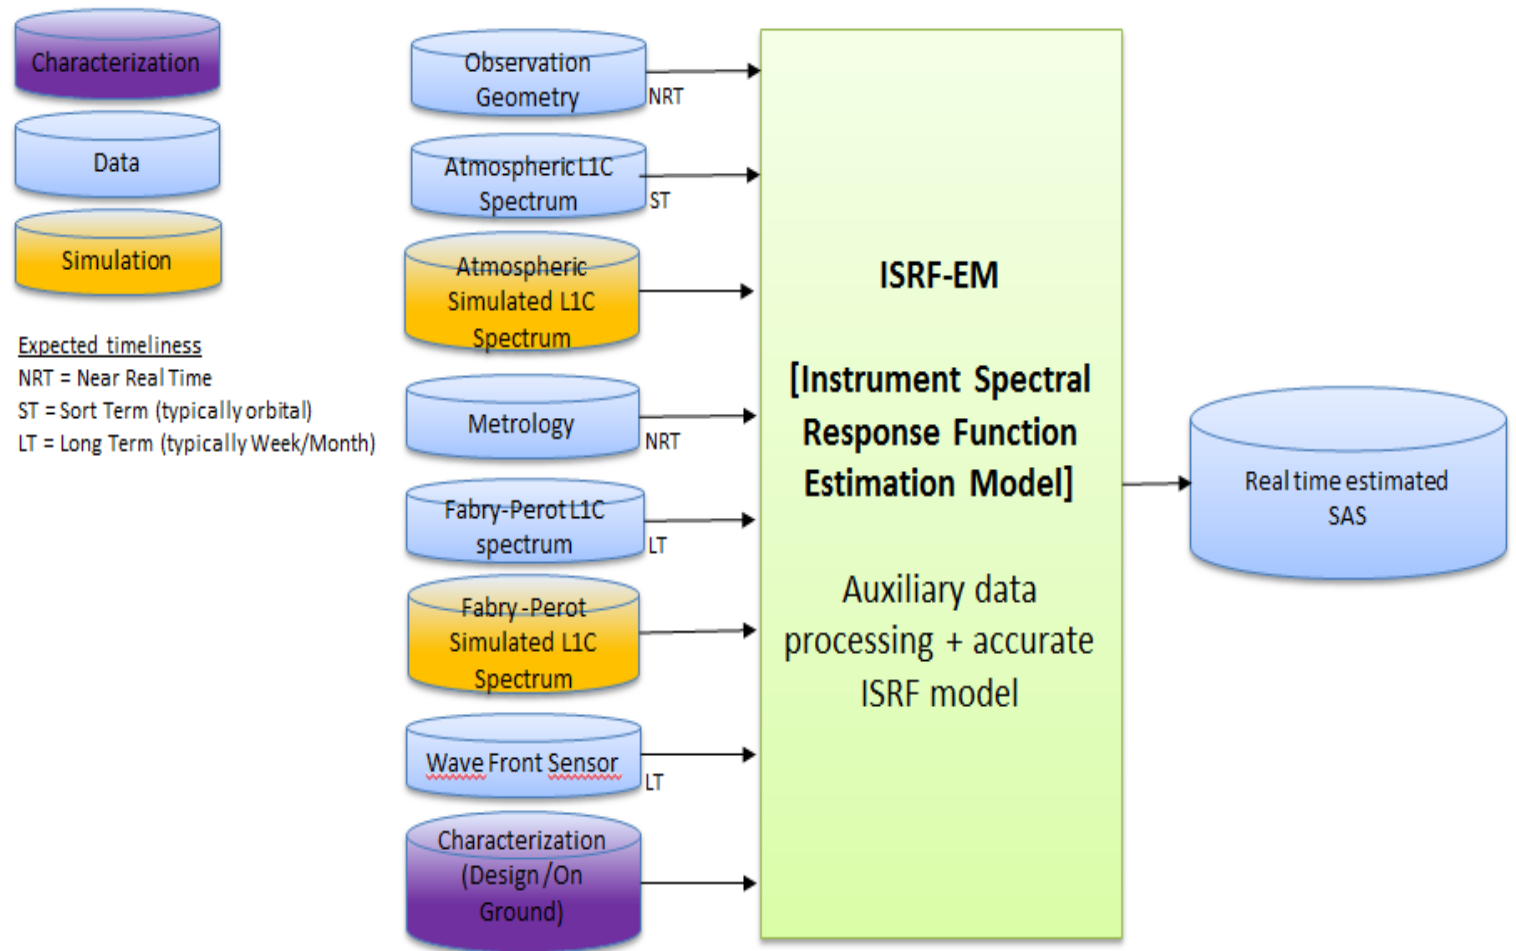 Characterization
Data
Simulation
Expected timeliness
NRT = Near Real Time
ST = Sort Term (typically orbital)
LT = Long Term (typically Week/Month)
Observation
Geometry
NRT
Atmospheric L1C
Spectrum
ST
Atmospheric
Simulated L1C
Spectrum
Metrology
NRT
Fabry-Perot L1C
spectrum
LT
Fabry -Perot
Simulated L1C
Spectrum
Wave Front Sensor
LT
Characterization
(Design /On
Ground)
ISRF-EM
[Instrument Spectral
Response Function
Estimation Model]
Auxiliary data
processing + accurate
ISRF model
Real time estimated
SAS